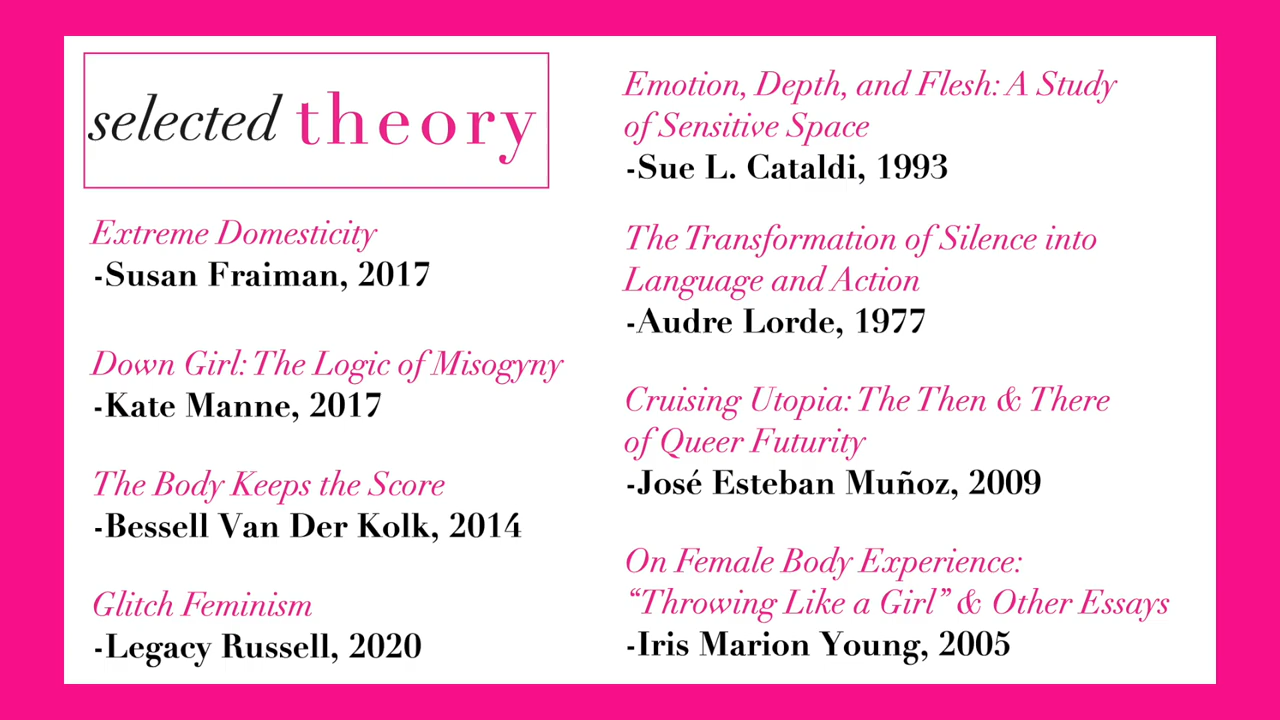 selected theory
Extreme Domesticity
-Susan Fraiman, 2017
Down Girl: The Logic of Misogyny
-Kate Manne, 2017
The Body Keeps the Score
-Bessell Van Der Kolk, 2014
Glitch Feminism
-Legacy Russell, 2020
Emotion, Depth, and Flesh: A Study
of Sensitive Space
-Sue L. Cataldi, 1993
The Transformation of Silence into
Language and Action
-Audre Lorde, 1977
Cruising Utopia: The Then & There
of Queer Futurity
-José Esteban Muñoz, 2009
On Female Body Experience:
“Throwing Like a Girl” & Other Essays
-Iris Marion Young, 2005